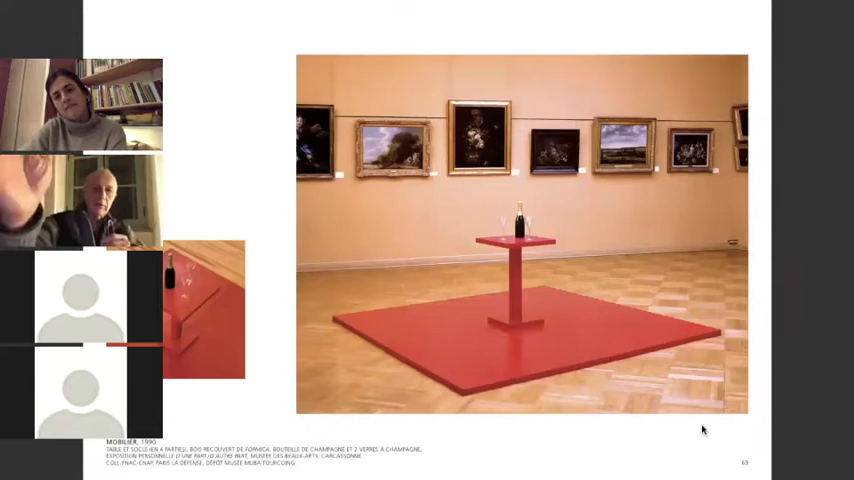 MOBILIER, 1990
TABLE ET SOCLE (EN 4 PARTIES), BOIS RECOUVERT DE FORMICA. BOUTEILLE DE CHAMPAGNE ET 2 VERRES À CHAMPAGNE,
EXPOSITION PERSONNELLE D'UNE PART/D'AUTRE PART, MUSÉE DES BEAUX-ARTS, CARCASSONNE
COLL. FNAC-CNAP, PARIS LA DÉFENSE, DÉPÔT MUSÉE MUBA TOURCOING.
69